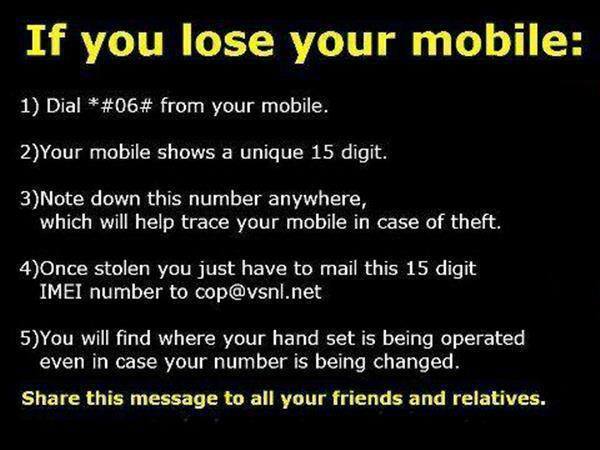 If you lose your mobile:
1) Dial *#06# from your mobile.
2)Your mobile shows a unique 15 digit.
3)Note down this number anywhere,
which will help trace your mobile in case of theft.
4)Once stolen you just have to mail this 15 digit
IMEI number to cop@vsnl.net
5)You will find where your hand set is being operated
even in case your number is being changed.
Share this message to all your friends and relatives.